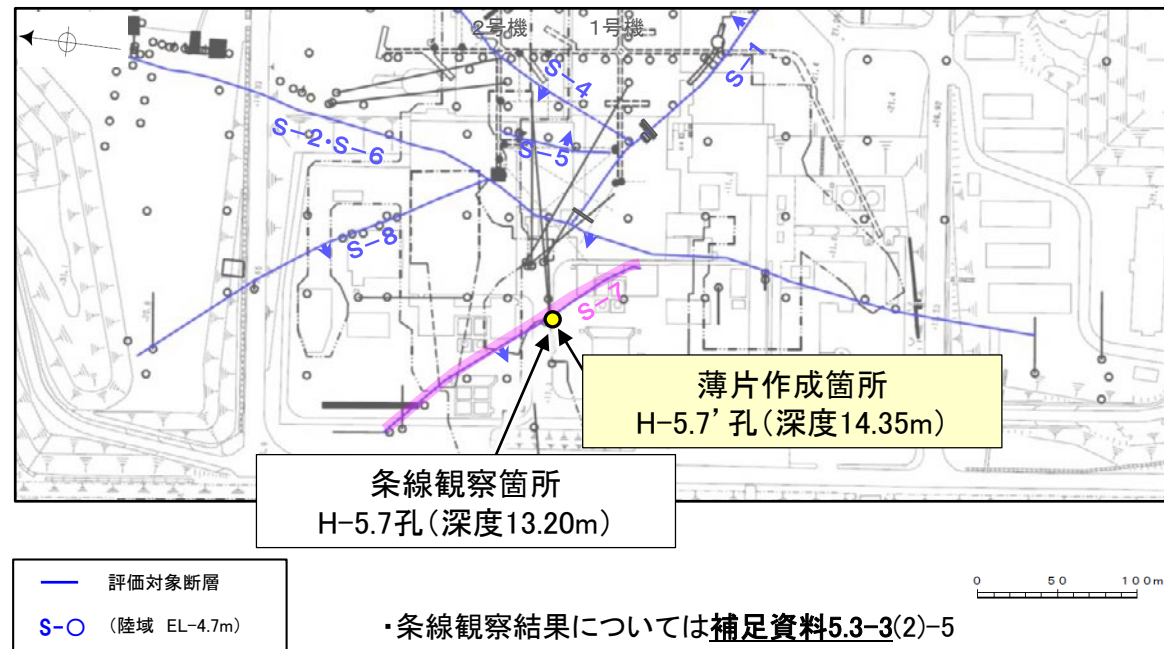 2号機
1号機
S-1
S-4
S-2・S-6
S-5
S-8
S-7
薄片作成箇所
H-5.7’孔(深度14.35m)
条線観察箇所
H-5.7孔(深度13.20m)
評価対象断層
S-○ (陸域 EL-4.7m)
0 50 100m
・条線観察結果については補足資料5.3-3(2)-5